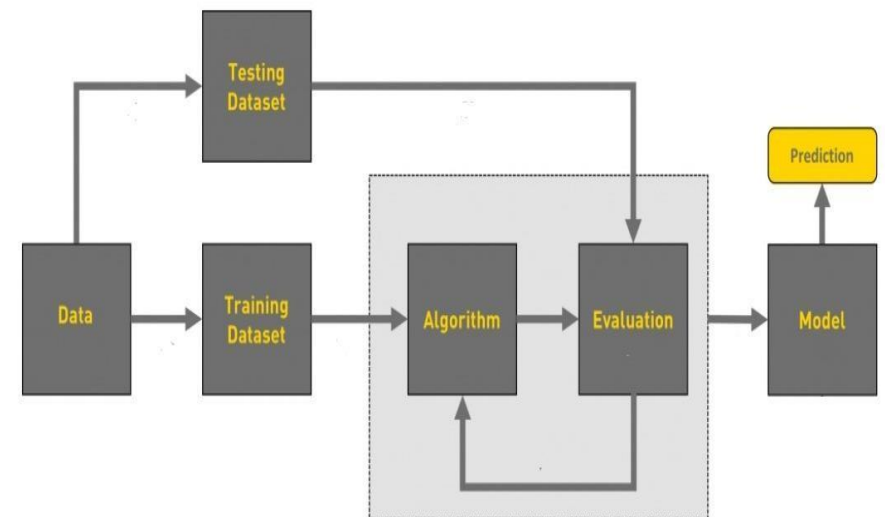 Testing
Dataset
Prediction
Data
Training
Dataset
Algorithm
Evaluation
Model